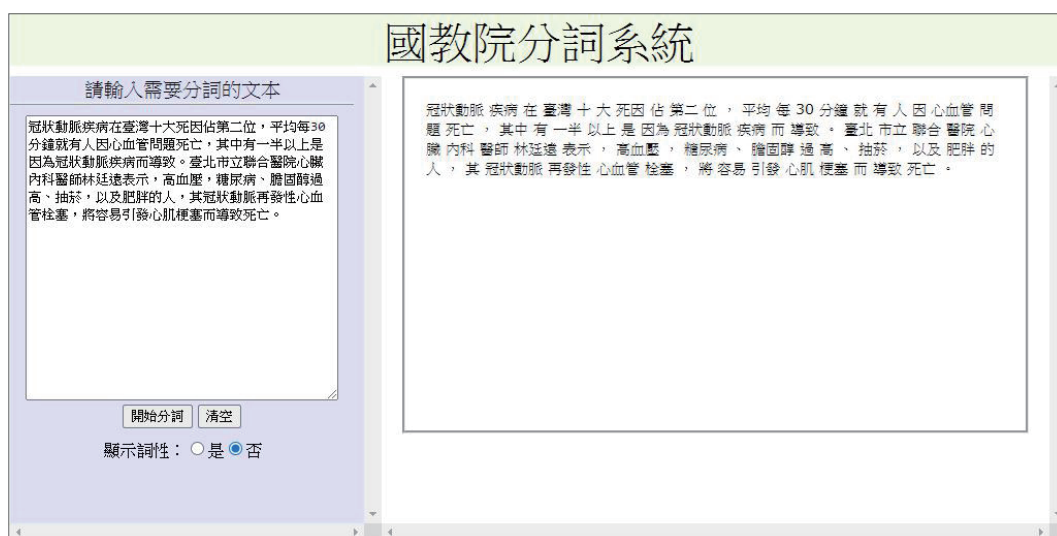 國教院分詞系統
請輸入需要分詞的文本
冠狀動脈疾病在臺灣十大死因佔第二位，平均每30
分鐘就有人因心血管問題死亡，其中有一半以上是
因為冠狀動脈疾病而導致。臺北市立聯合醫院心臟
內科醫師林廷遠表示，高血壓，糖尿病、膽固醇過
高、抽菸，以及肥胖的人，其冠狀動脈再發性心血
管栓塞，將容易引發心肌梗塞而導致死亡。
開始分詞 清空
顯示詞性： 是 否
冠狀動脈 疾病 在 臺灣 十 大 死因 佔 第二 位 ， 平均 每 30 分鐘 就 有 人 因 心血管 問
題 死亡 ， 其中 有 一半 以上 是 因為 冠狀動脈 疾病 而 導致 。 臺北 市立 聯合 醫院 心
臟 內科 醫師 林廷遠 表示 ， 高血壓 ， 糖尿病 、 膽固醇 過 高 、 抽菸 ， 以及 肥胖 的
人 ， 其 冠狀動脈 再發性 心血管 栓塞 ， 將 容易 引發 心肌 梗塞 而 導致 死亡 。